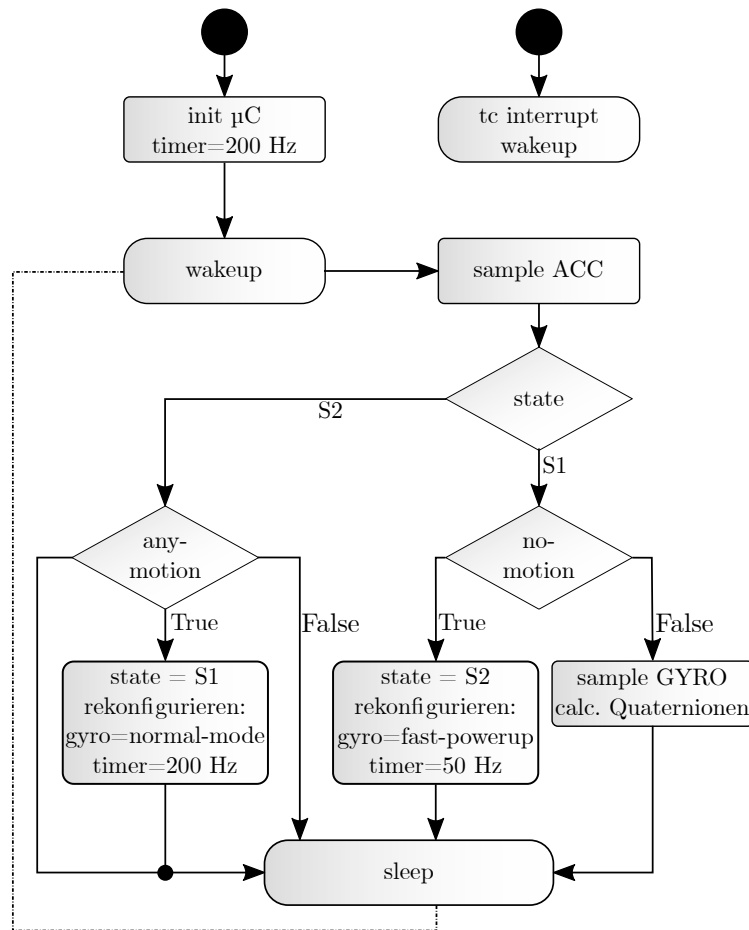 init µC
timer=200 Hz
tc interrupt
wakeup
wakeup
sample ACC
state
S2
S1
any-
motion
no-
motion
True
False
True
False
state = S1
rekonfigurieren:
gyro=normal-mode
timer=200 Hz
state = S2
rekonfigurieren:
gyro=fast-powerup
timer=50 Hz
sample GYRO
calc. Quaternionen
sleep